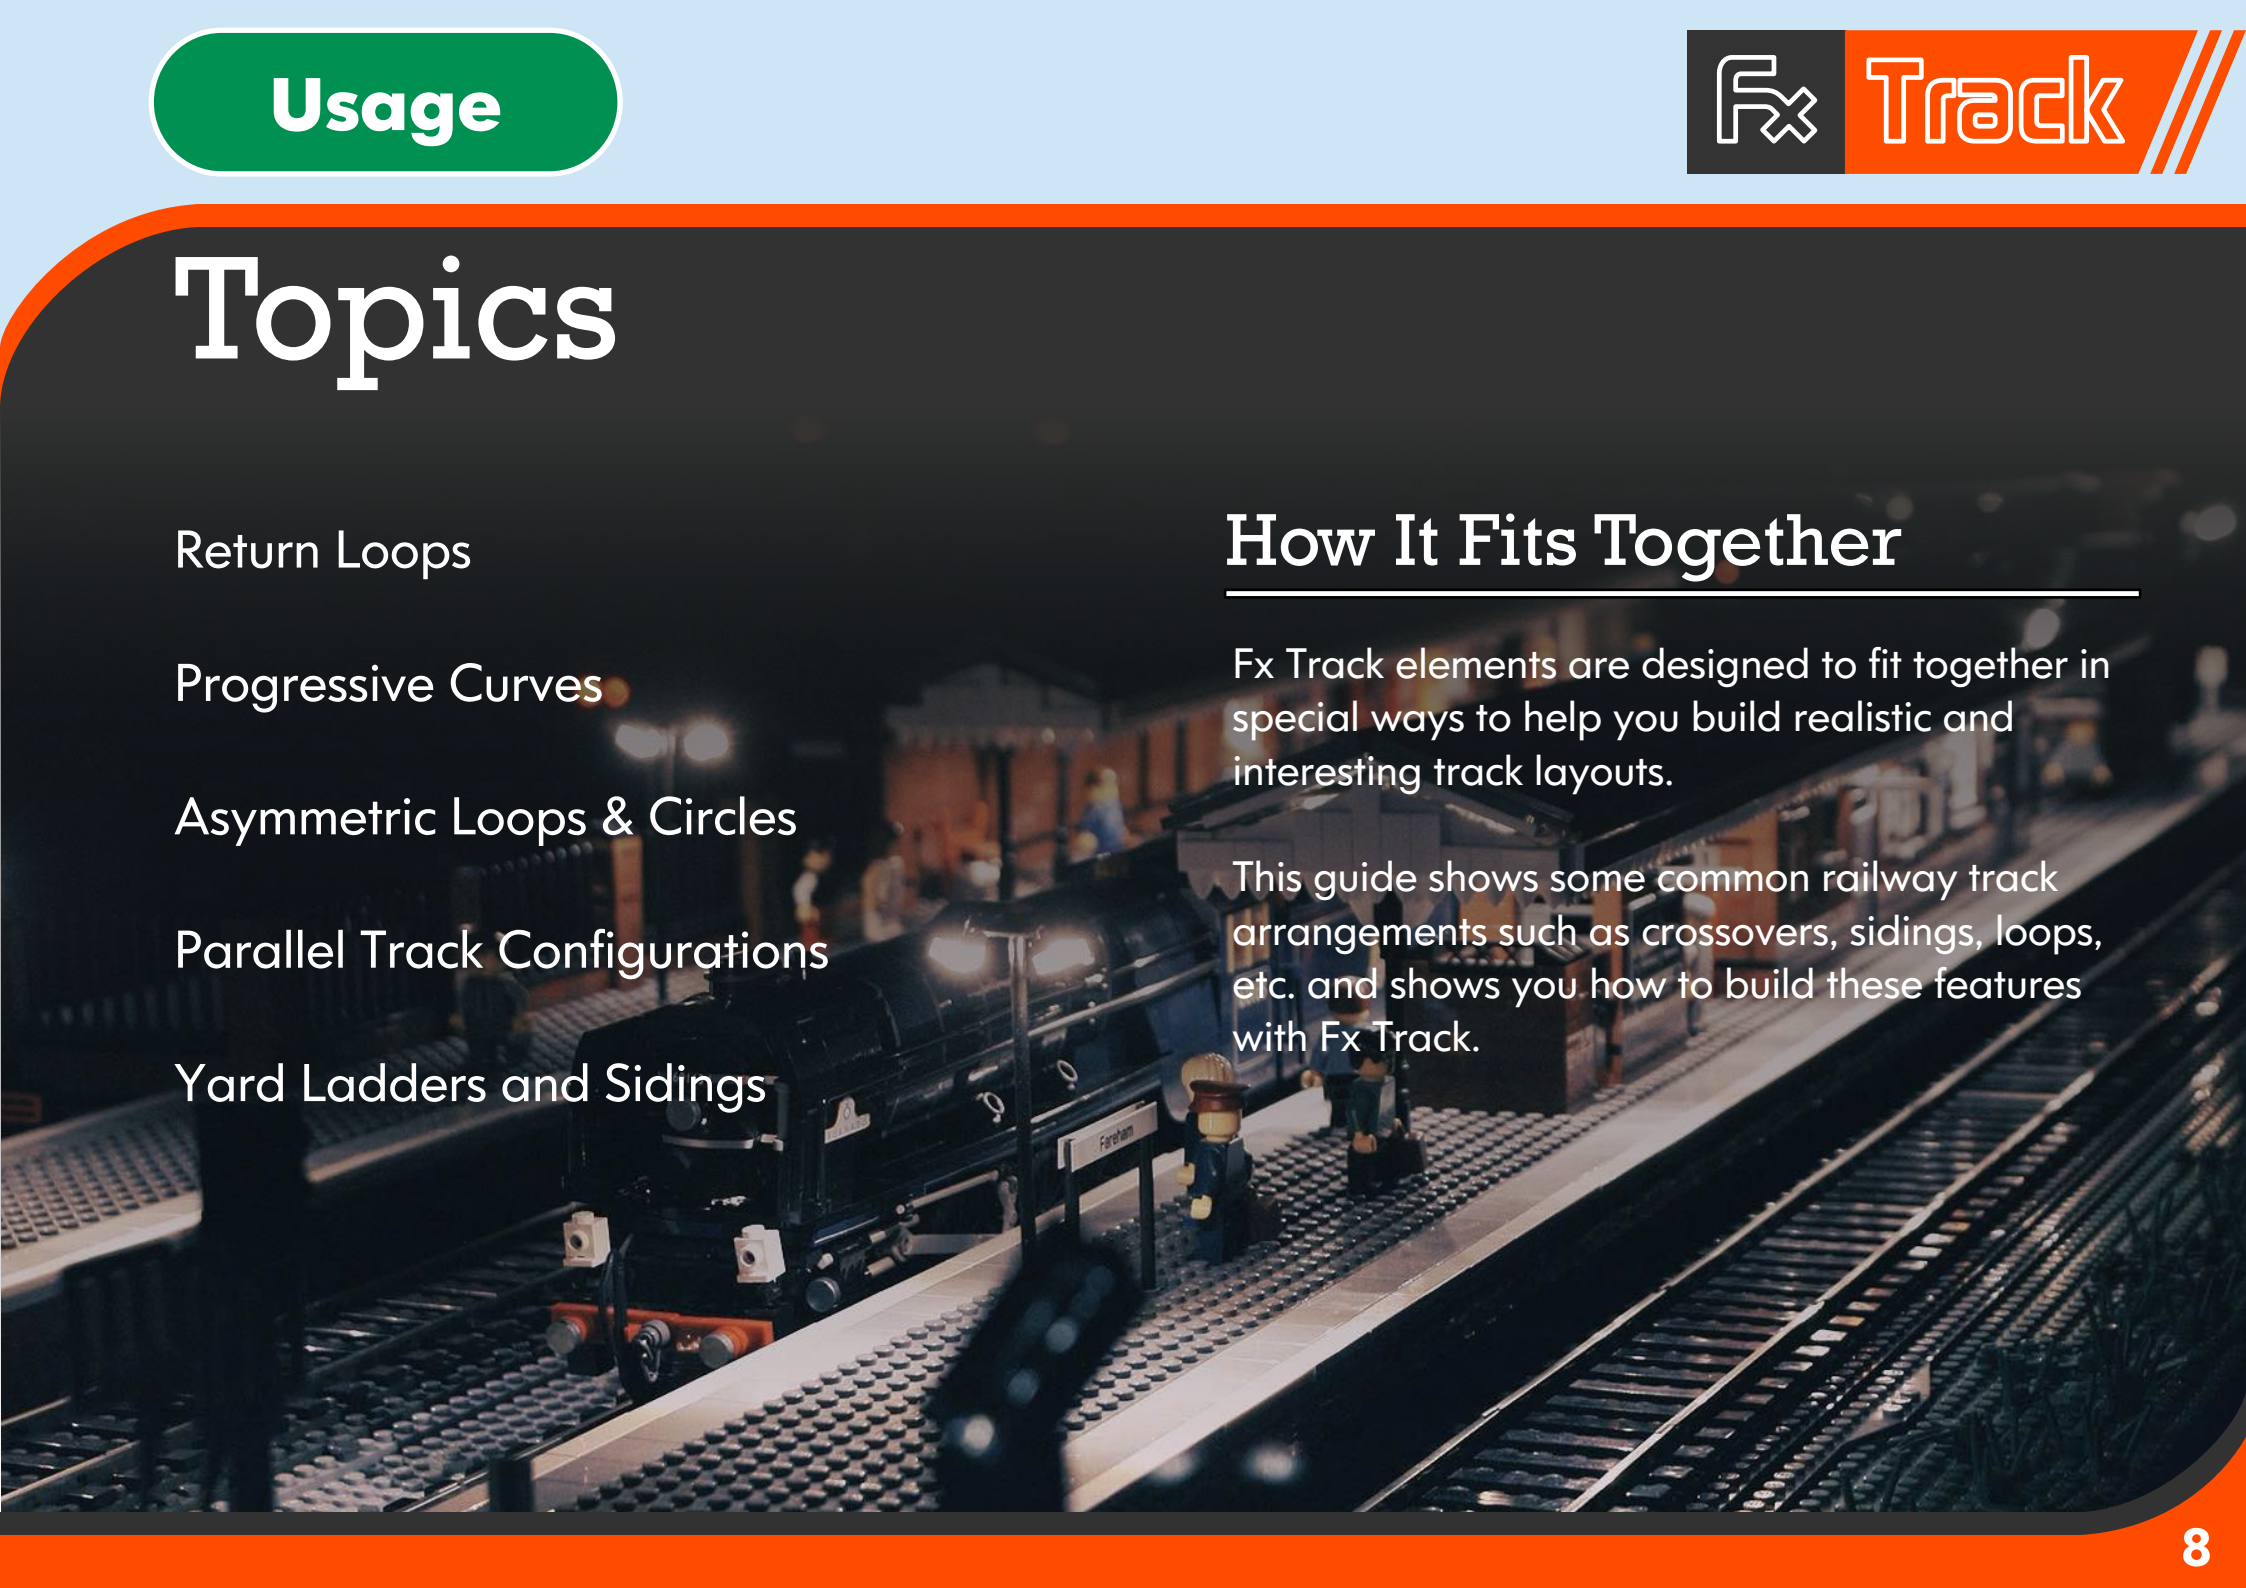 Usage
Fx Track
Topics
Return Loops
Progressive Curves
Asymmetric Loops & Circles
Parallel Track Configurations
Yard Ladders and Sidings
How It Fits Together
Fx Track elements are designed to fit together in
special ways to help you build realistic and
interesting track layouts.
This guide shows some common railway track
arrangements such as crossovers, sidings, loops,
etc. and shows you how to build these features
with Fx Track.
Fareham
8